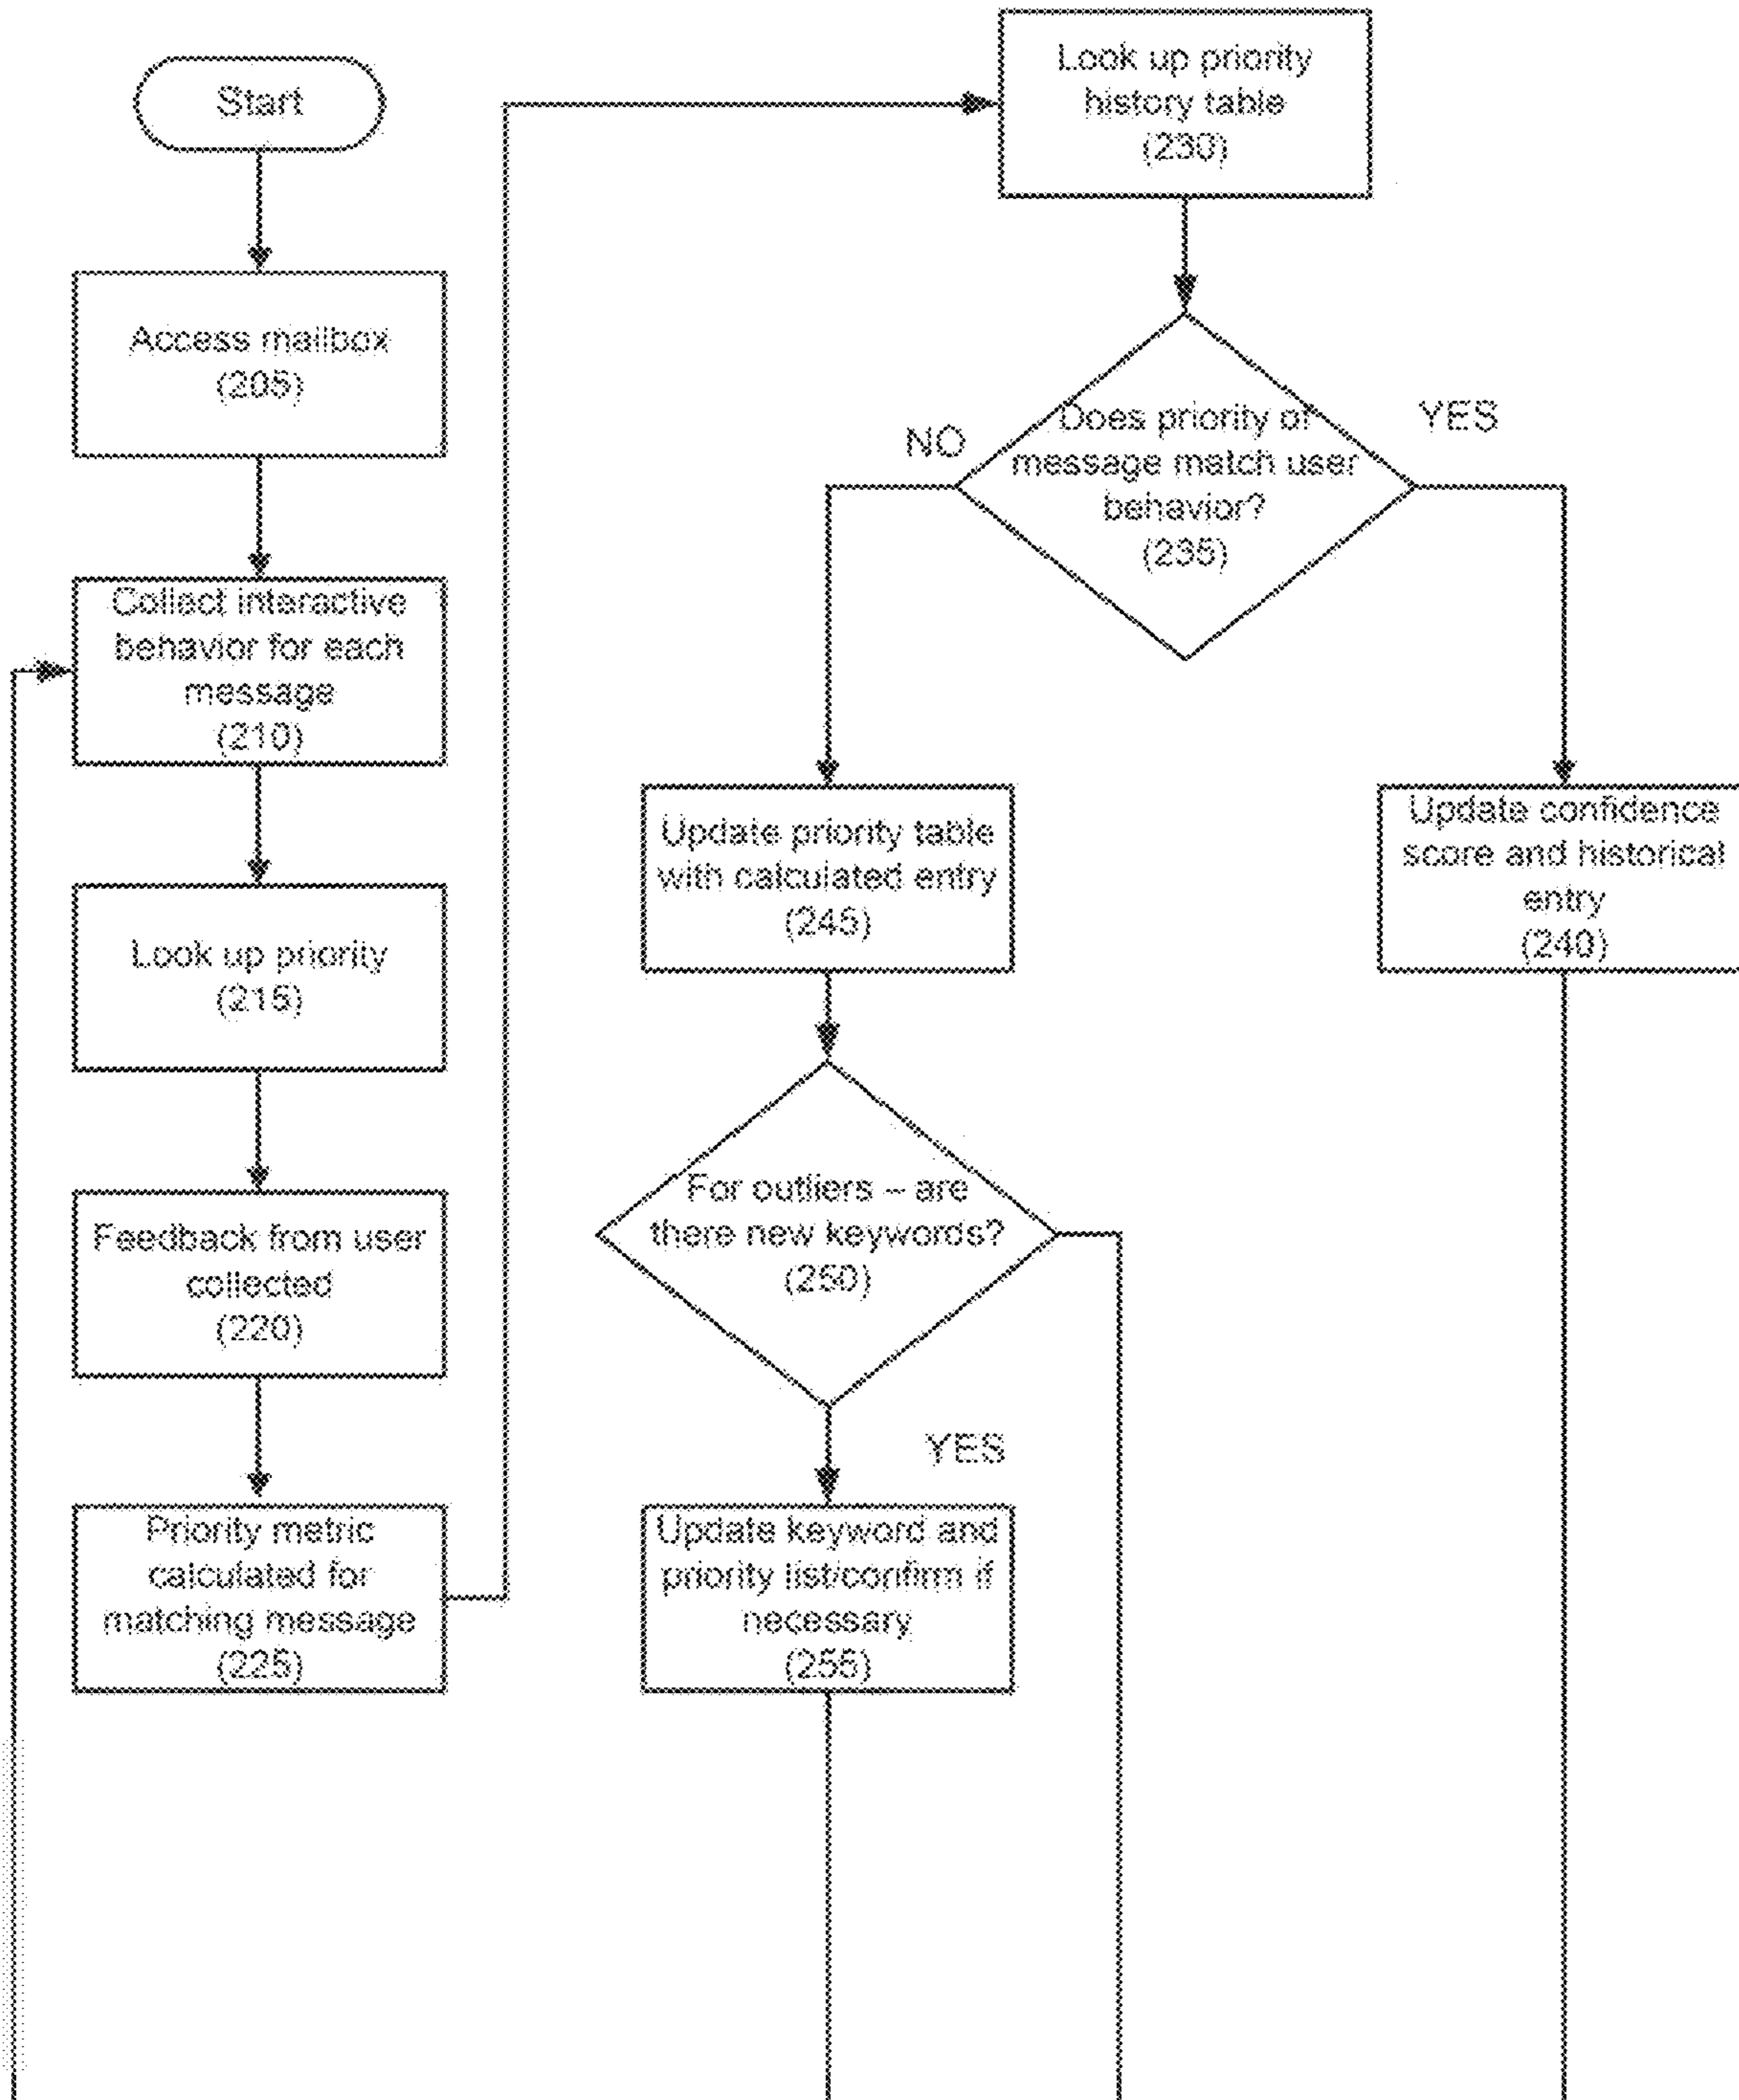 Start
Access mailbox
(205)
Collect interactive
behavior for each
message
(210)
Look up priority
(215)
Feedback from user
collected
(220)
Priority metric
calculated for
matching message
(225)
Look up priority
history table
(230)
Does priority of
message match user
behavior?
(235)
NO
YES
Update priority table
with calculated entry
(245)
Update confidence
score and historical
entry
(240)
For outliers – are
there new keywords?
(250)
YES
Update keyword and
priority list/confirm if
necessary
(255)